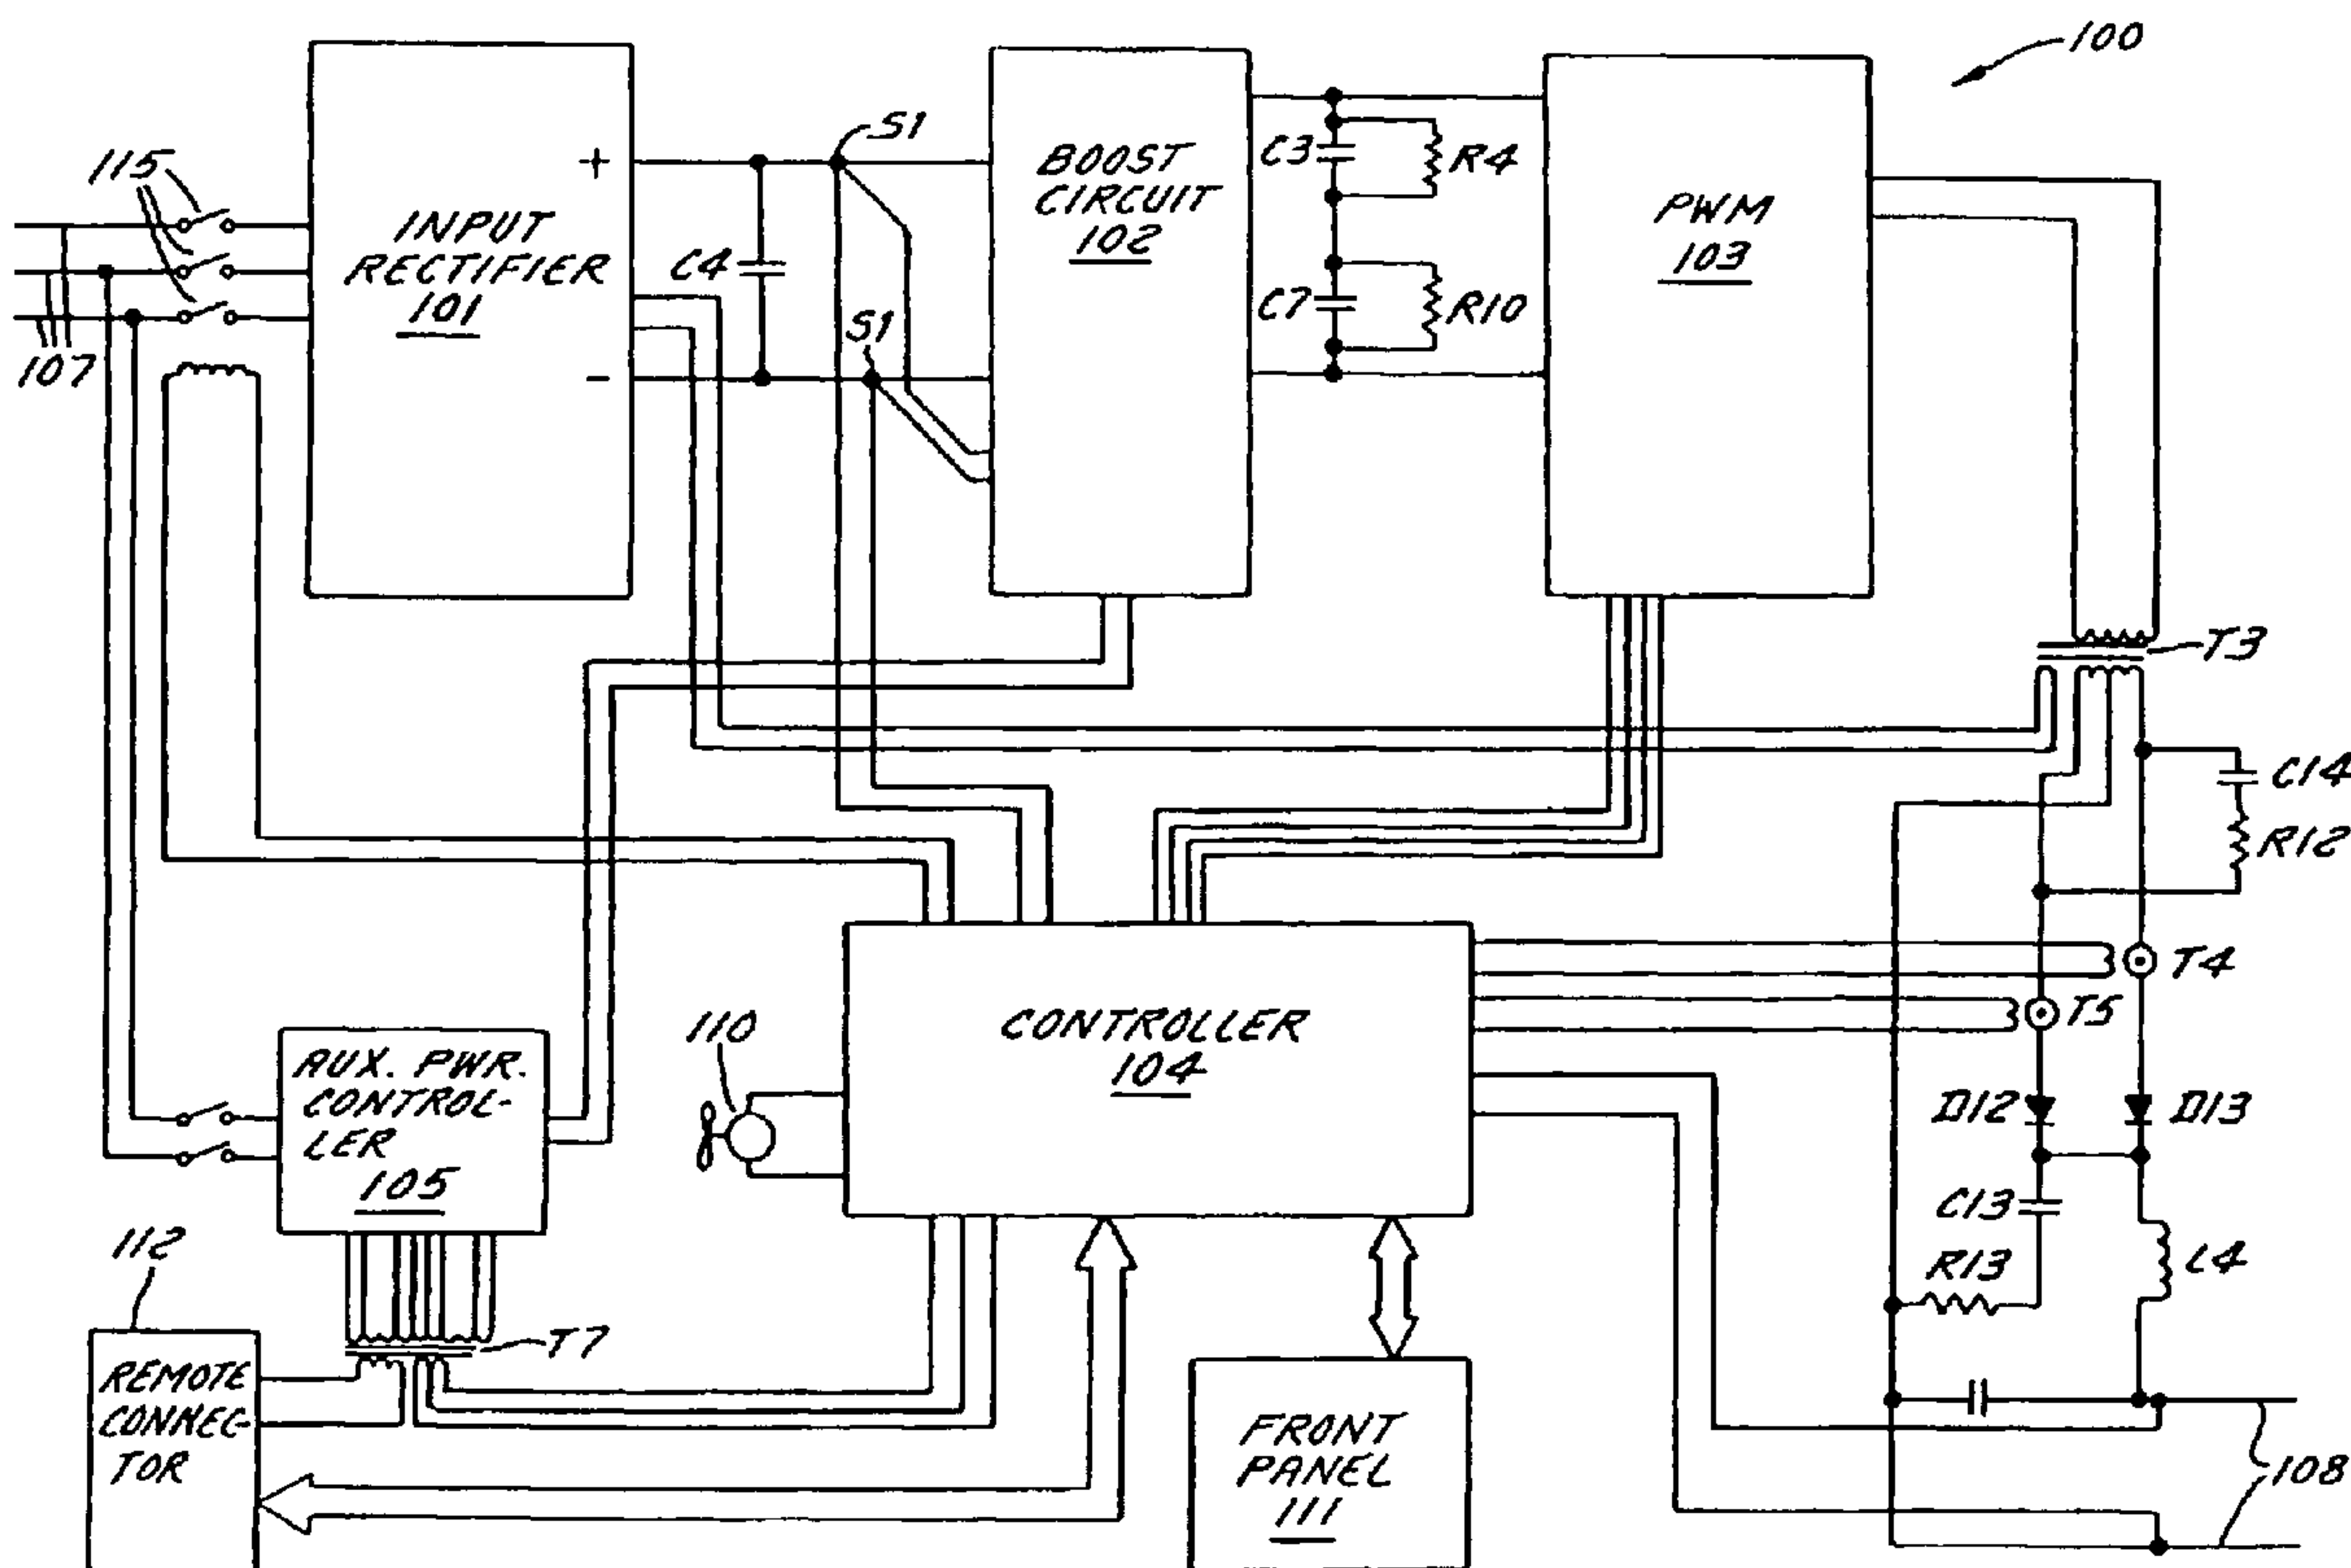 100
115
107
INPUT
RECTIFIER
101
+
-
C4
S1
S1
BOOST
CIRCUIT
102
C3
R4
C7
R10
PWM
103
T3
C14
R12
T4
T5
D12
D13
C13
R13
L4
108
CONTROLLER
104
110
AUX. PWR.
CONTROL-
LER
105
112
T7
REMOTE
CONNEC-
TOR
FRONT
PANEL
111